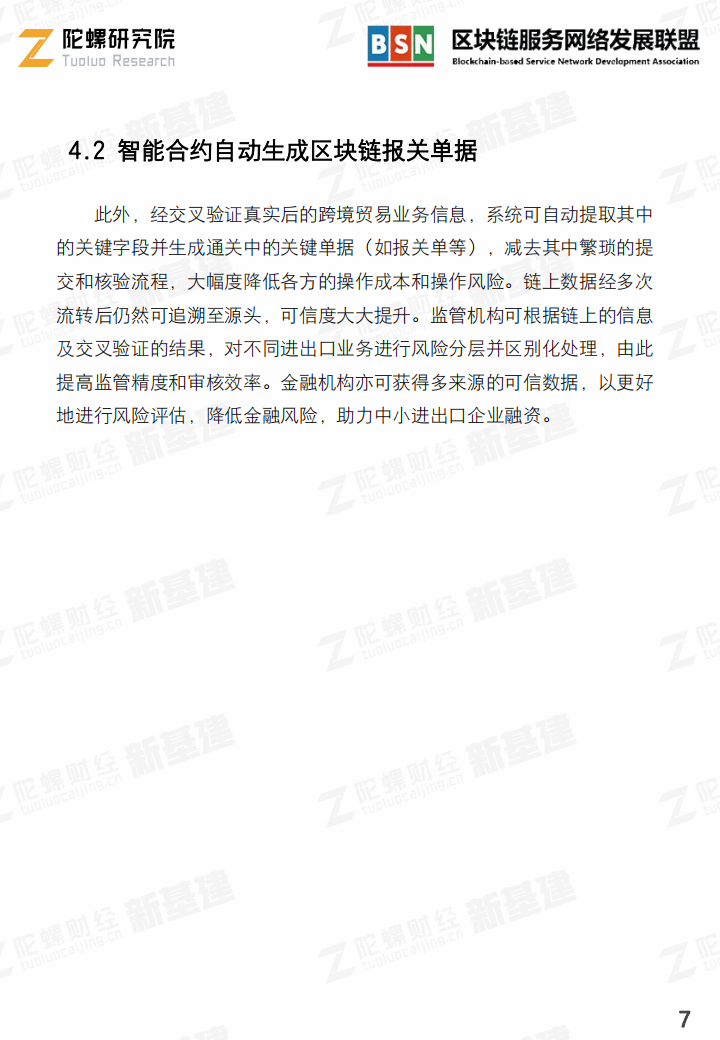 陀螺研究院
Tuoluo Research
BSN
区块链服务网络发展联盟
Blockchain-based Service Network Development Association
4.2 智能合约自动生成区块链报关单据
此外，经交叉验证真实后的跨境贸易业务信息，系统可自动提取其中
的关键字段并生成通关中的关键单据（如报关单等），减去其中繁琐的提
交和核验流程，大幅度降低各方的操作成本和操作风险。链上数据经多次
流转后仍然可追溯至源头，可信度大大提升。监管机构可根据链上的信息
及交叉验证的结果，对不同进出口业务进行风险分层并区别化处理，由此
提高监管精度和审核效率。金融机构亦可获得多来源的可信数据，以更好
地进行风险评估，降低金融风险，助力中小进出口企业融资。
陀螺财经 新基建
tuoluocaijing.cn
7